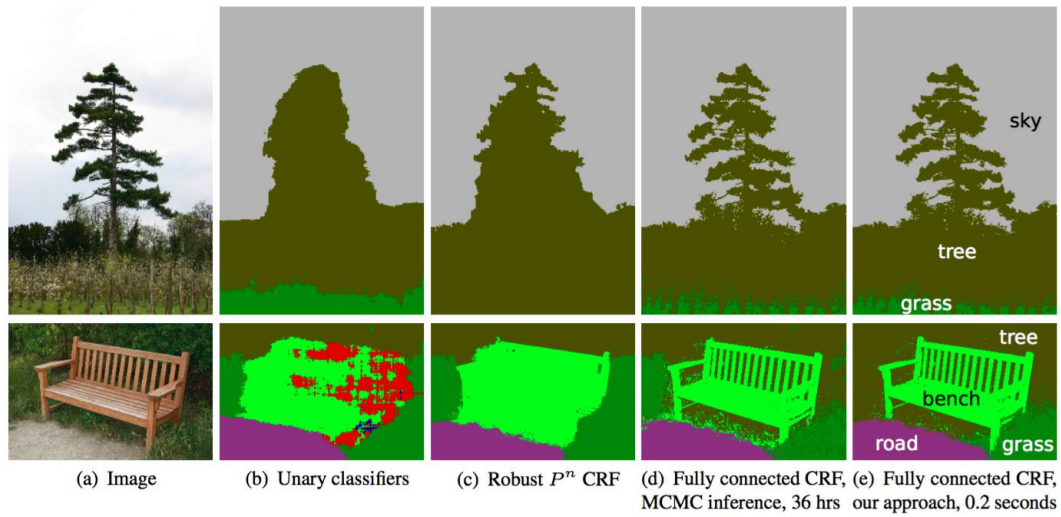 sky
tree
grass
tree
bench
road
grass
(a) Image
(b) Unary classifiers
(c) Robust Pⁿ CRF
(d) Fully connected CRF,
MCMC inference, 36 hrs
(e) Fully connected CRF,
our approach, 0.2 seconds